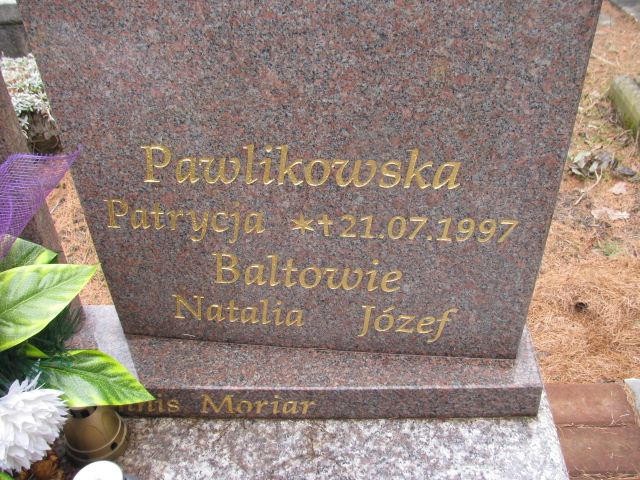 Pawlikowska
Patrycja *✝21.07.1997
Baltowie
Natalia Józef
Moriar